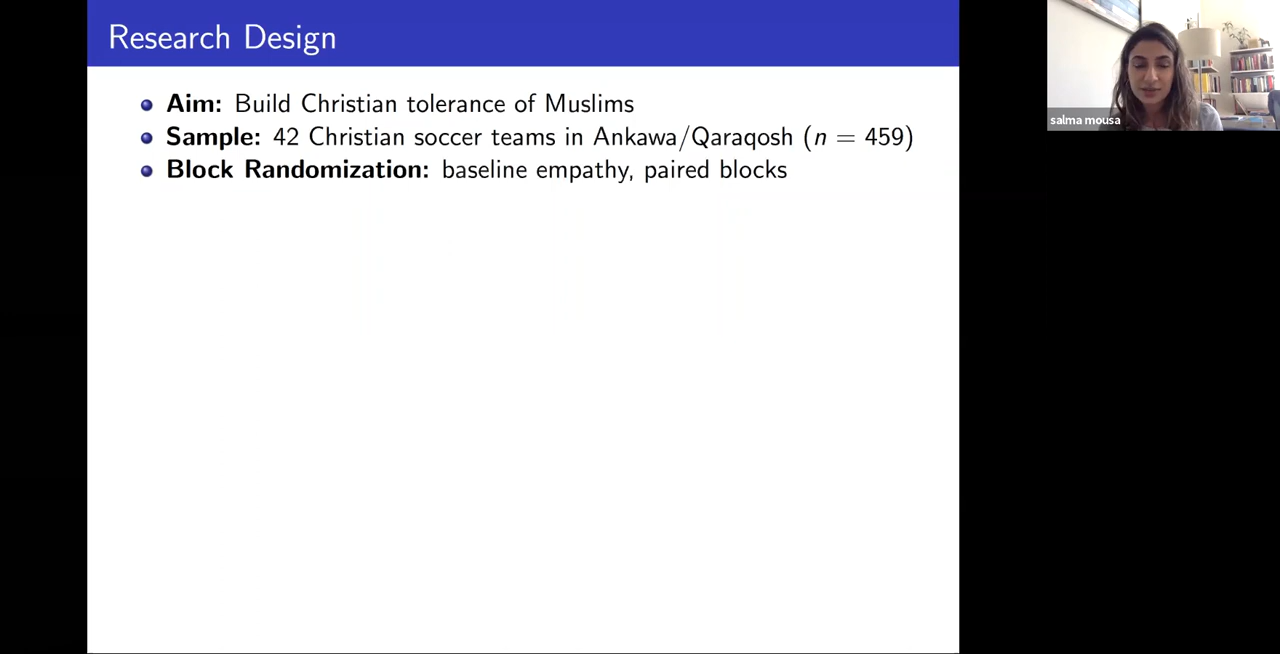 Research Design
Aim: Build Christian tolerance of Muslims
Sample: 42 Christian soccer teams in Ankawa/Qaraqosh (n = 459)
Block Randomization: baseline empathy, paired blocks
salma mousa